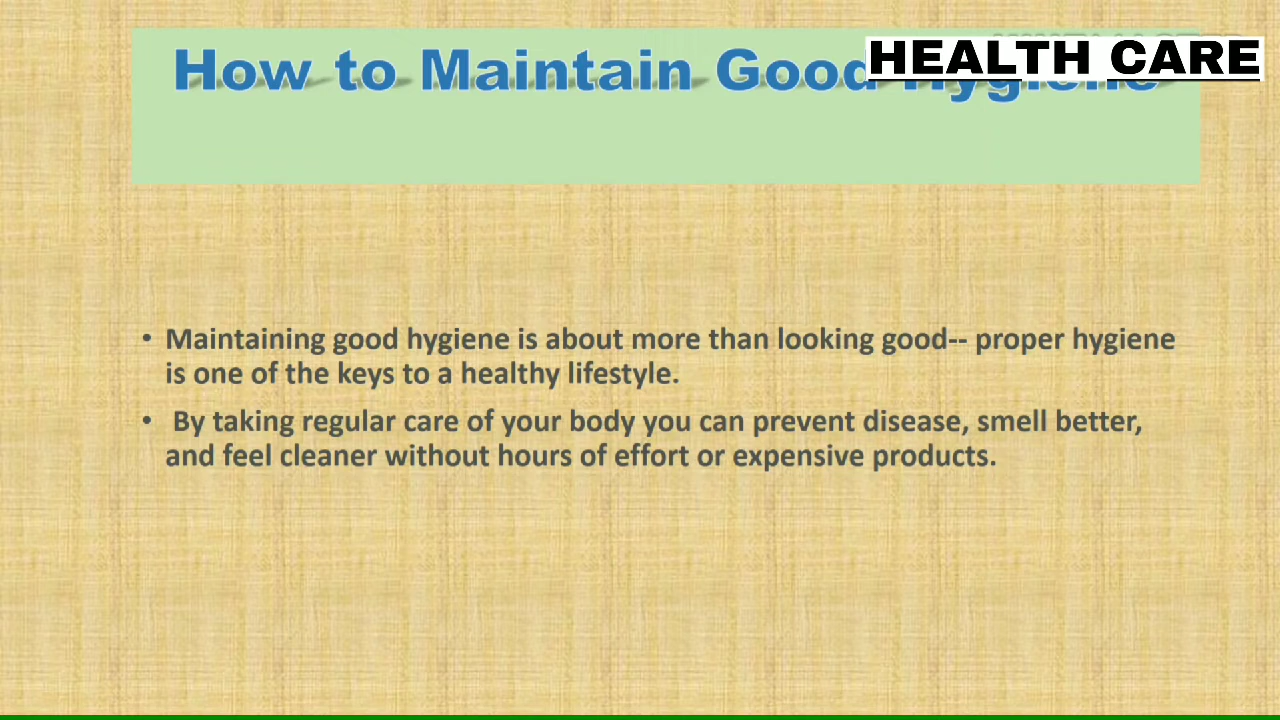 How to Maintain Good Hygiene
HEALTH CARE
• Maintaining good hygiene is about more than looking good-- proper hygiene
is one of the keys to a healthy lifestyle.
• By taking regular care of your body you can prevent disease, smell better,
and feel cleaner without hours of effort or expensive products.